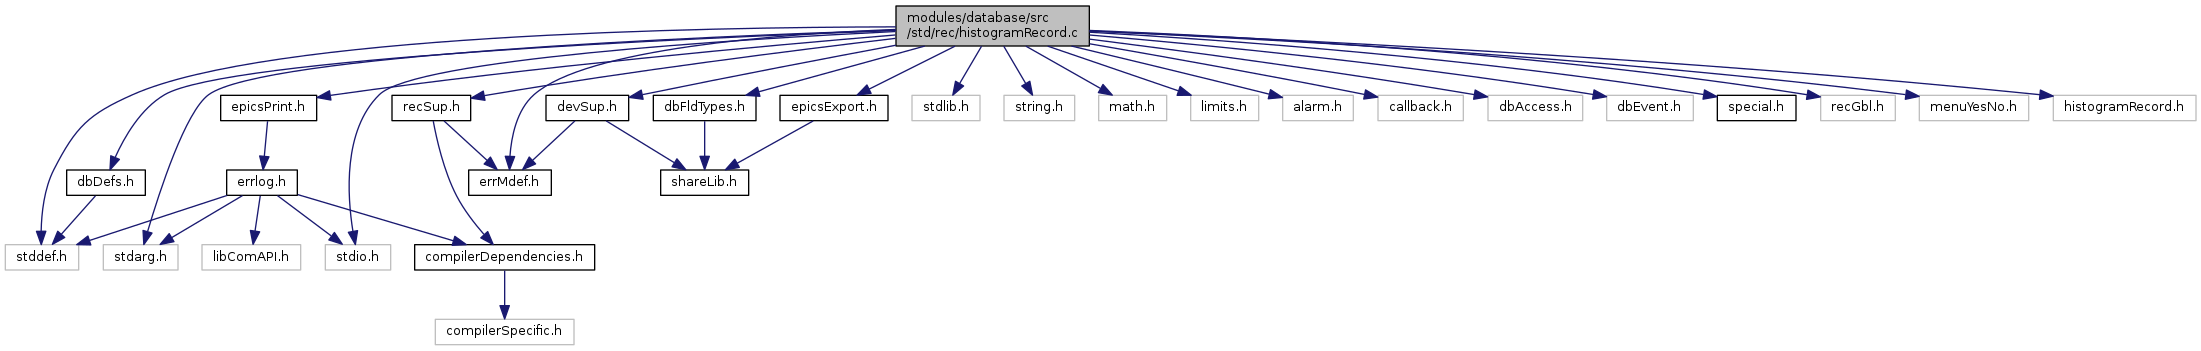 modules/database/src
/std/rec/histogramRecord.c
epicsPrint.h
recSup.h
devSup.h
dbFldTypes.h
epicsExport.h
stdlib.h
string.h
math.h
limits.h
alarm.h
callback.h
dbAccess.h
dbEvent.h
special.h
recGbl.h
menuYesNo.h
histogramRecord.h
dbDefs.h
errlog.h
errMdef.h
shareLib.h
stddef.h
stdarg.h
libComAPI.h
stdio.h
compilerDependencies.h
compilerSpecific.h